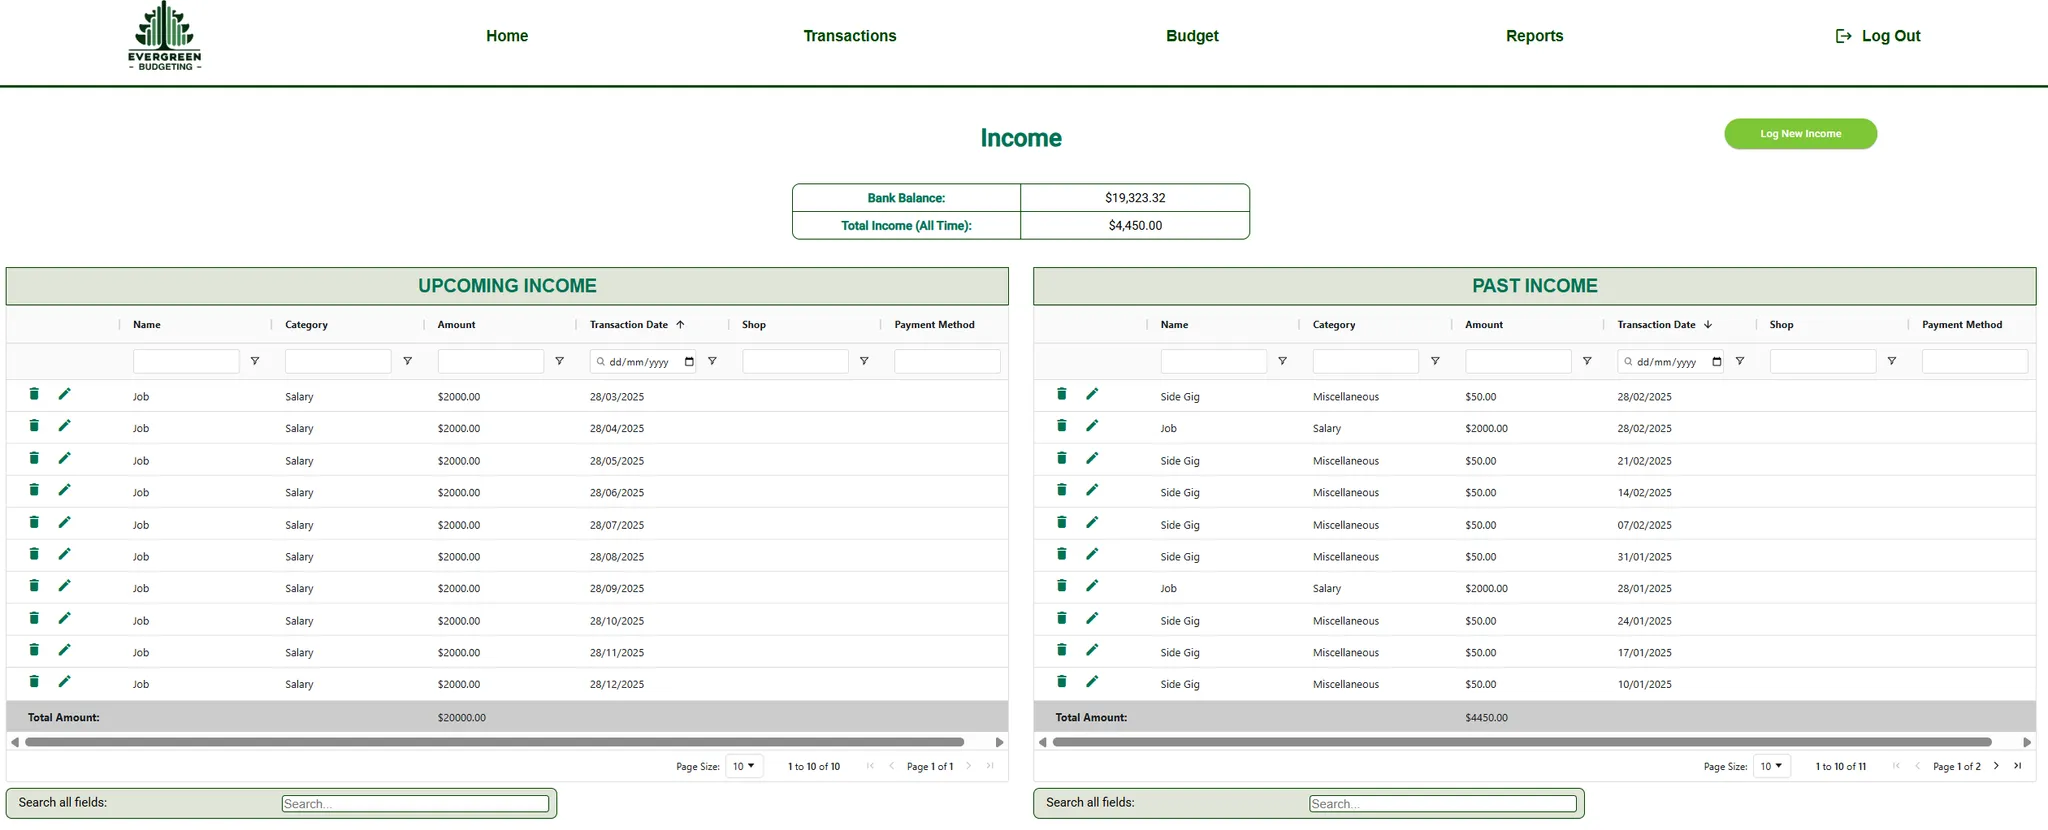 EVERGREEN
- BUDGETING -
Home Transactions Budget Reports Log Out
Income
Log New Income
Bank Balance: $19,323.32
Total Income (All Time): $4,450.00
UPCOMING INCOME
Name Category Amount Transaction Date Shop Payment Method
dd/mm/yyyy
Job Salary $2000.00 28/03/2025
Job Salary $2000.00 28/04/2025
Job Salary $2000.00 28/05/2025
Job Salary $2000.00 28/06/2025
Job Salary $2000.00 28/07/2025
Job Salary $2000.00 28/08/2025
Job Salary $2000.00 28/09/2025
Job Salary $2000.00 28/10/2025
Job Salary $2000.00 28/11/2025
Job Salary $2000.00 28/12/2025
Total Amount: $20000.00
Page Size: 10 1 to 10 of 10 Page 1 of 1
Search all fields: Search...
PAST INCOME
Name Category Amount Transaction Date Shop Payment Method
dd/mm/yyyy
Side Gig Miscellaneous $50.00 28/02/2025
Job Salary $2000.00 28/02/2025
Side Gig Miscellaneous $50.00 21/02/2025
Side Gig Miscellaneous $50.00 14/02/2025
Side Gig Miscellaneous $50.00 07/02/2025
Side Gig Miscellaneous $50.00 31/01/2025
Job Salary $2000.00 28/01/2025
Side Gig Miscellaneous $50.00 24/01/2025
Side Gig Miscellaneous $50.00 17/01/2025
Side Gig Miscellaneous $50.00 10/01/2025
Total Amount: $4450.00
Page Size: 10 1 to 10 of 11 Page 1 of 2
Search all fields: Search...